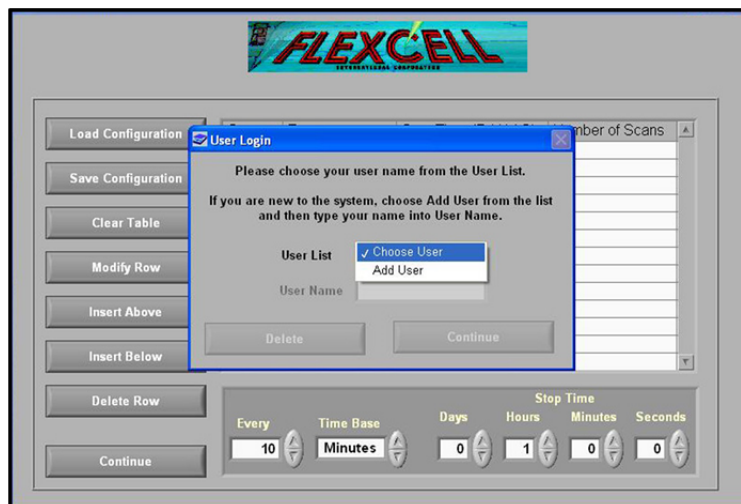 FLEXCELL
INTERNATIONAL CORPORATION
Load Configuration
Number of Scans
User Login
Please choose your user name from the User List.
Save Configuration
If you are new to the system, choose Add User from the list
and then type your name into User Name.
Clear Table
User List
✓ Choose User
Add User
Modify Row
User Name
Insert Above
Delete
Continue
Insert Below
Delete Row
Stop Time
Every
Time Base
Days
Hours
Minutes
Seconds
10
Minutes
0
1
0
0
Continue